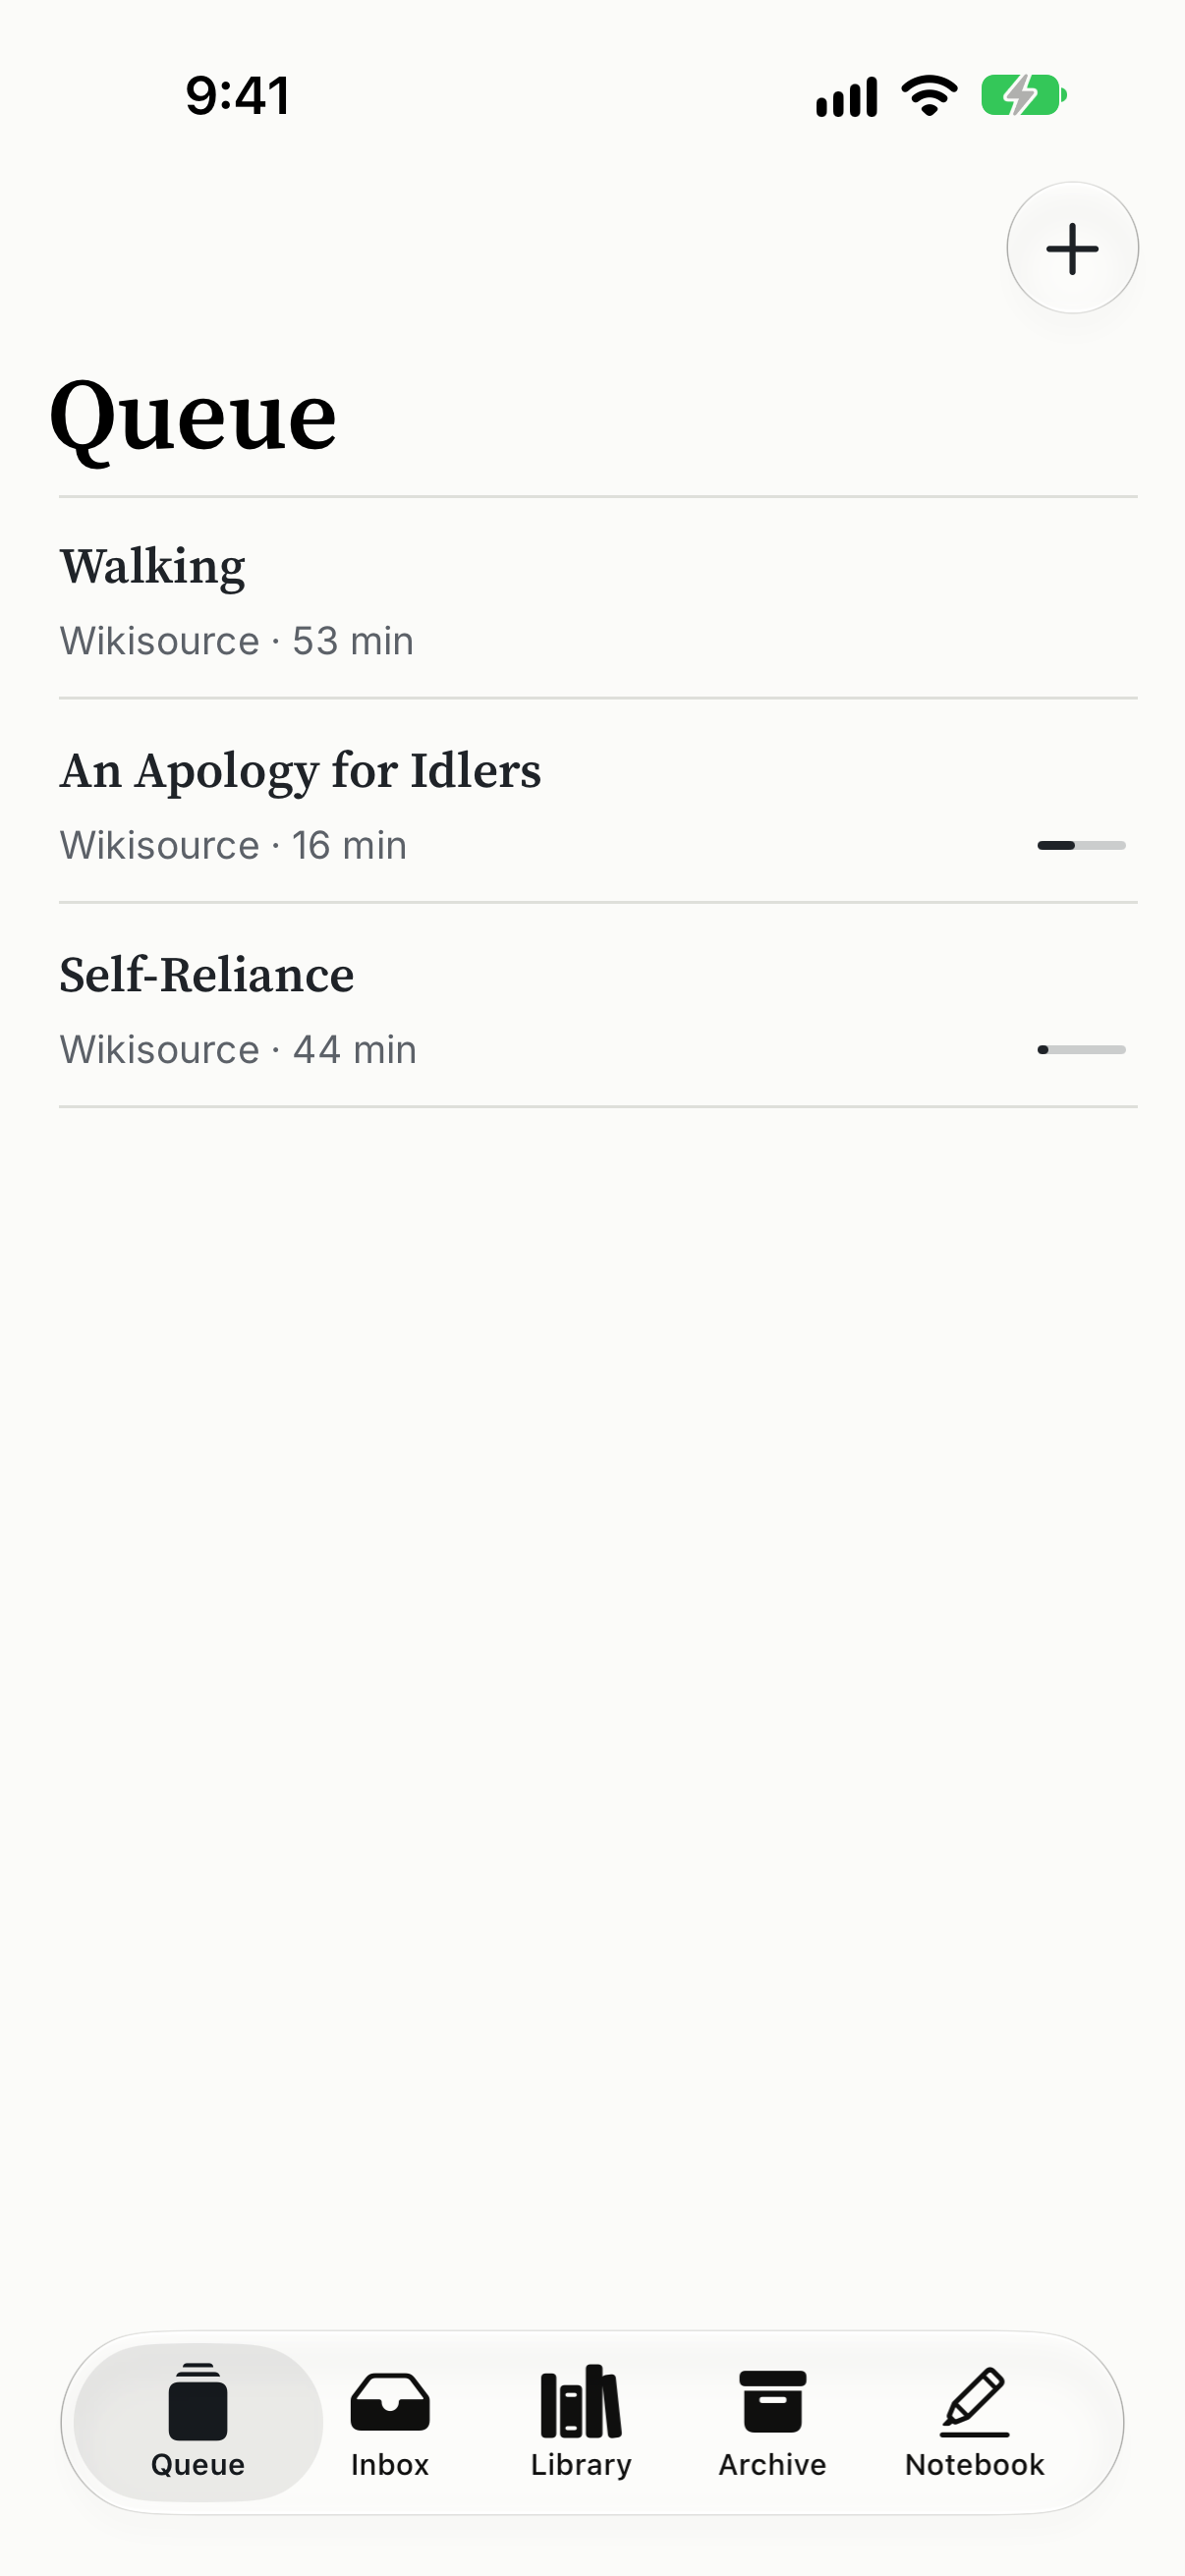 9:41
Queue
Walking
Wikisource · 53 min
An Apology for Idlers
Wikisource · 16 min
Self-Reliance
Wikisource · 44 min
Queue
Inbox
Library
Archive
Notebook